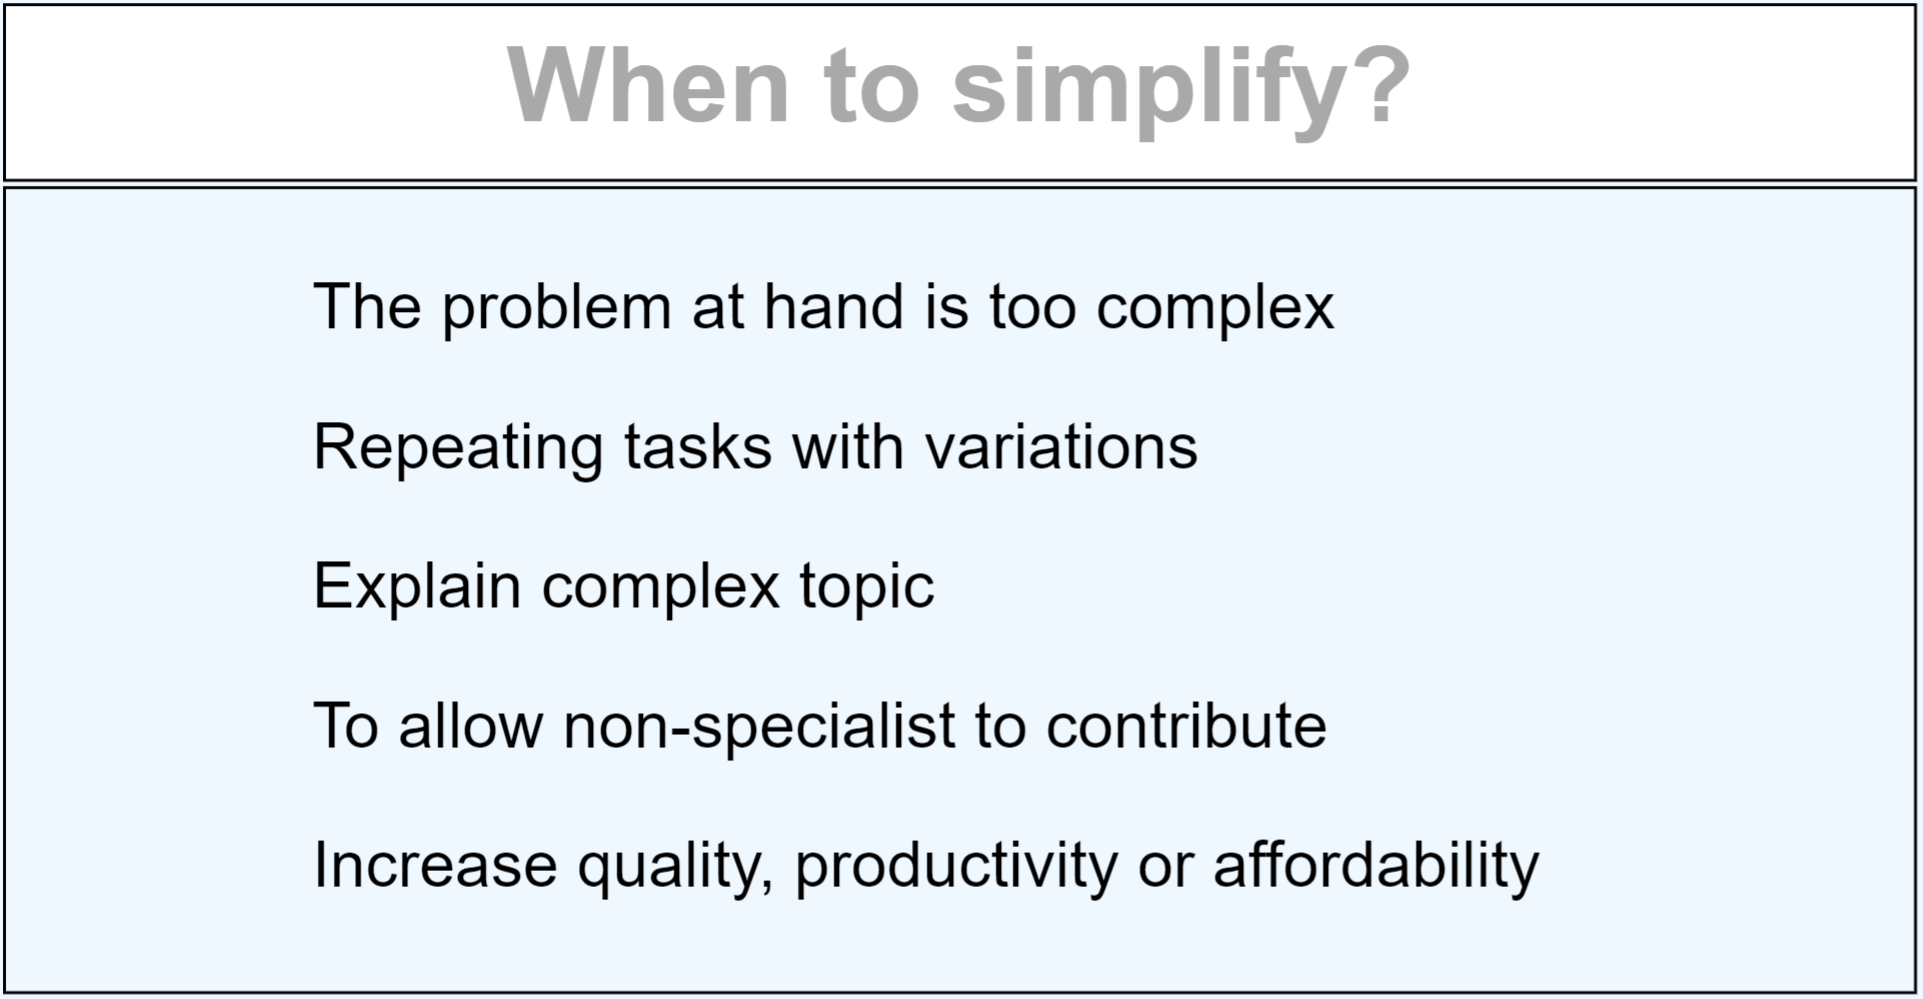 When to simplify?
The problem at hand is too complex
Repeating tasks with variations
Explain complex topic
To allow non-specialist to contribute
Increase quality, productivity or affordability